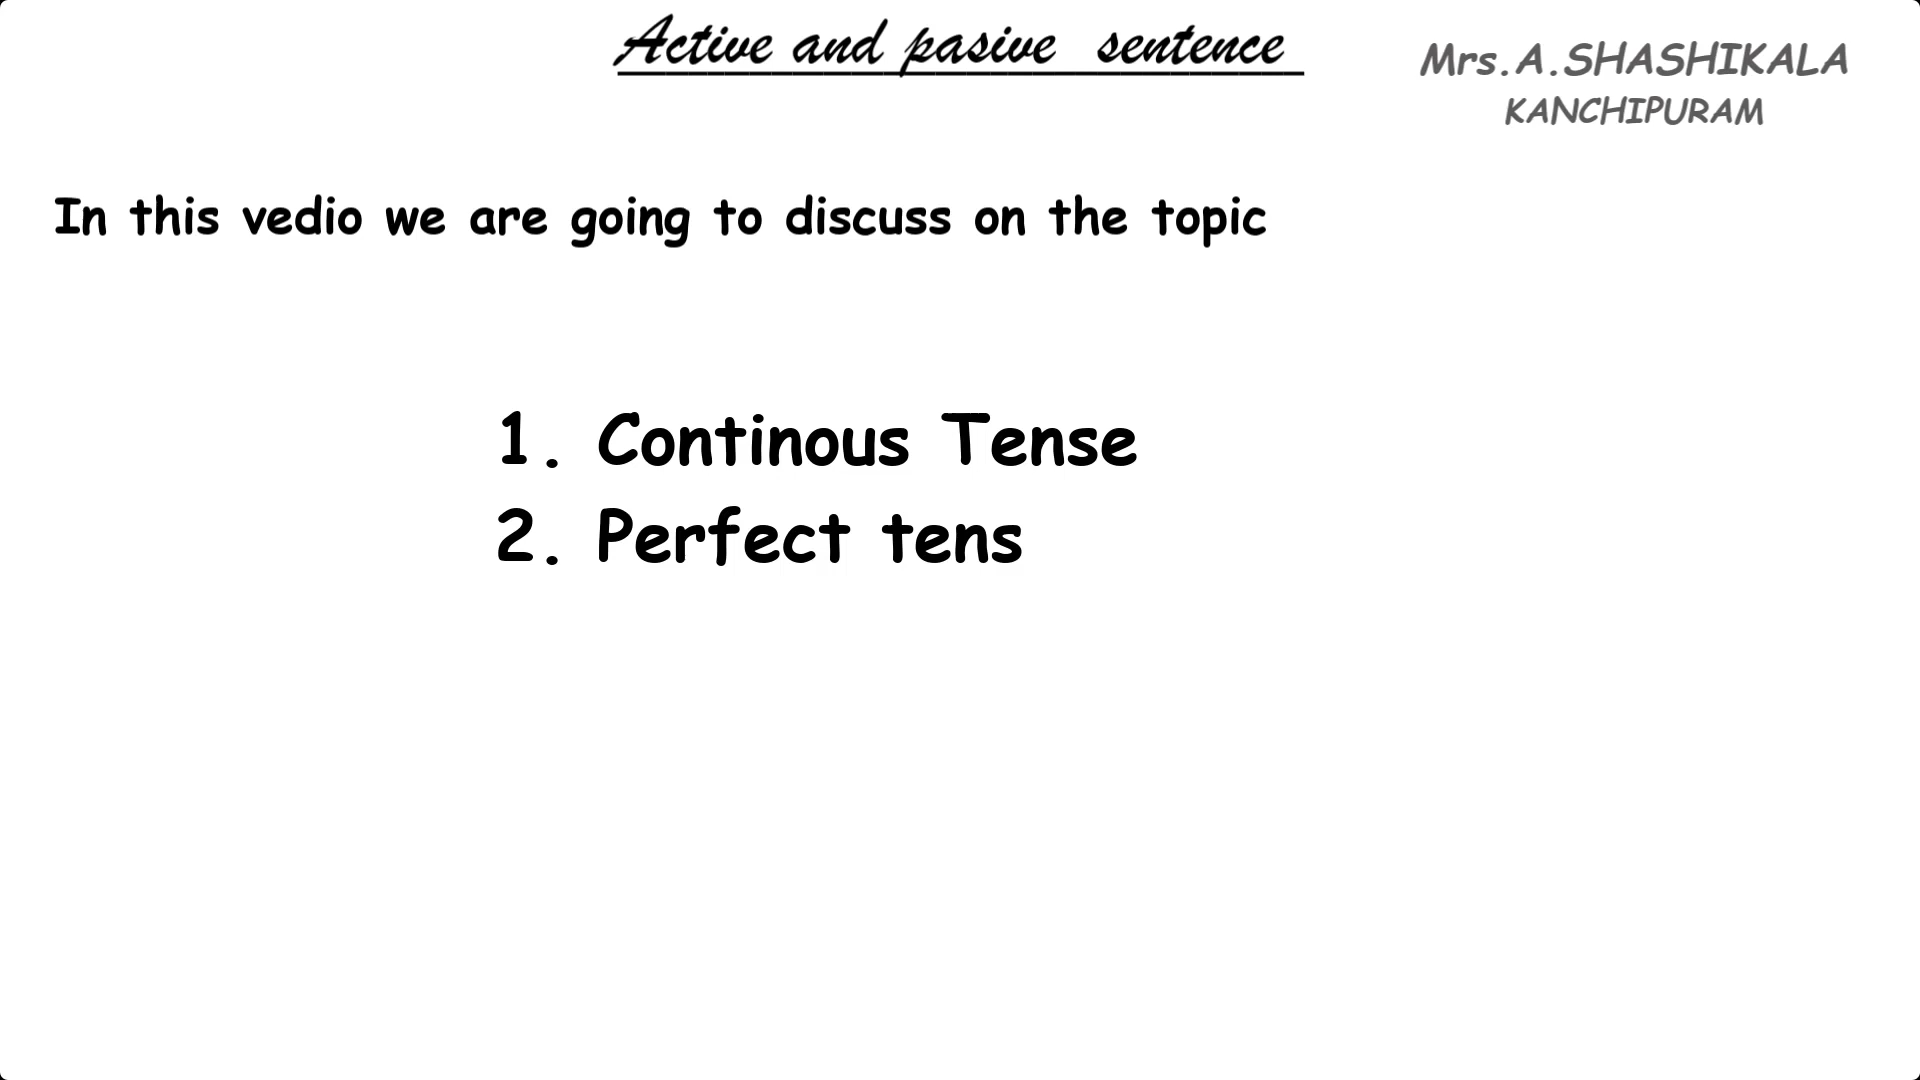 Active and pasive sentence
Mrs.A.SHASHIKALA
KANCHIPURAM
In this vedio we are going to discuss on the topic
1. Continous Tense
2. Perfect tens